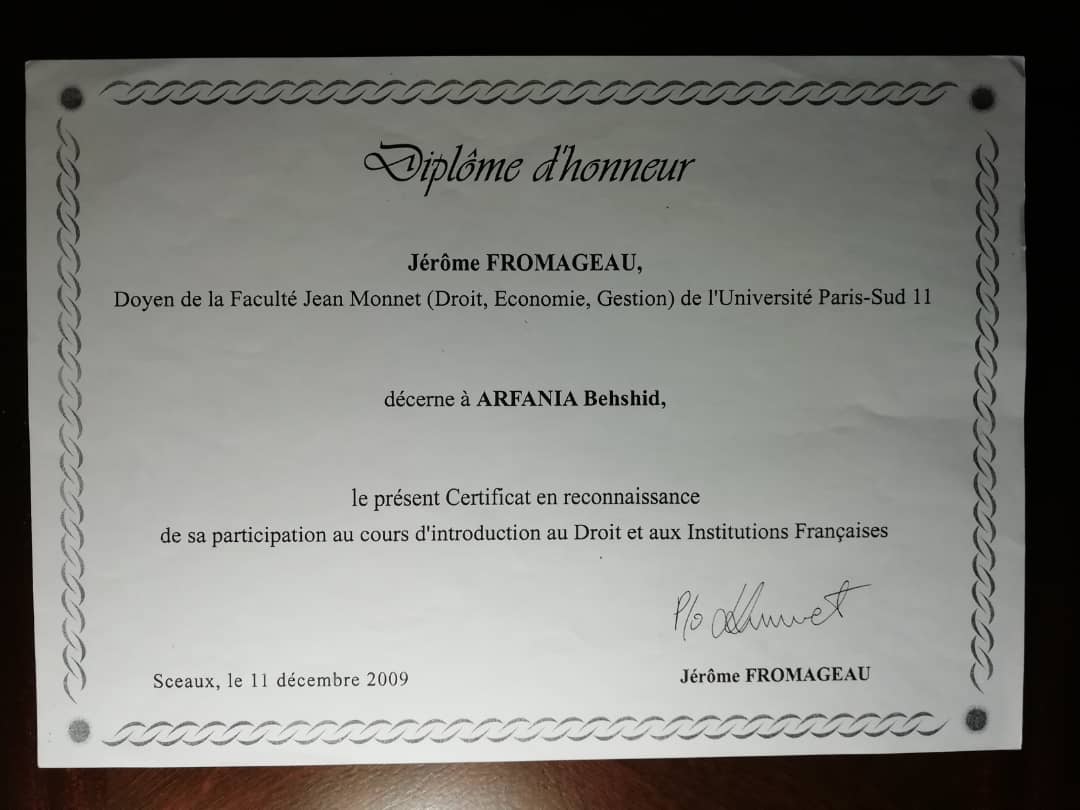 Diplôme d'honneur
Jérôme FROMAGEAU,
Doyen de la Faculté Jean Monnet (Droit, Economie, Gestion) de l'Université Paris-Sud 11
décerne à ARFANIA Behshid,
le présent Certificat en reconnaissance
de sa participation au cours d'introduction au Droit et aux Institutions Françaises
P/o
Sceaux, le 11 décembre 2009
Jérôme FROMAGEAU